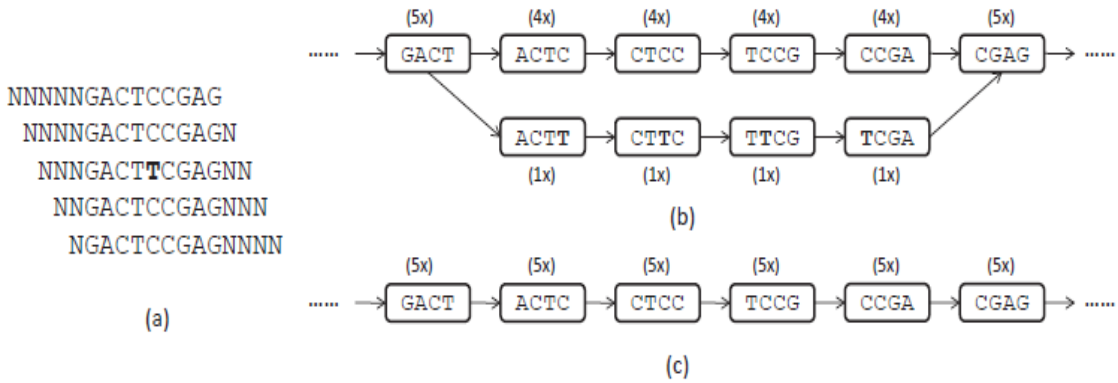 NNNNNGACTCCGAG
NNNNGACTCCGAGN
NNNGACTTCGAGNN
NNGACTCCGAGNNN
NGACTCCGAGNNNN
(a)
(5x) (4x) (4x) (4x) (4x) (5x)
...... GACT ACTC CTCC TCCG CCGA CGAG ......
ACTT CTTC TTCG TCGA
(1x) (1x) (1x) (1x)
(b)
(5x) (5x) (5x) (5x) (5x) (5x)
...... GACT ACTC CTCC TCCG CCGA CGAG ......
(c)